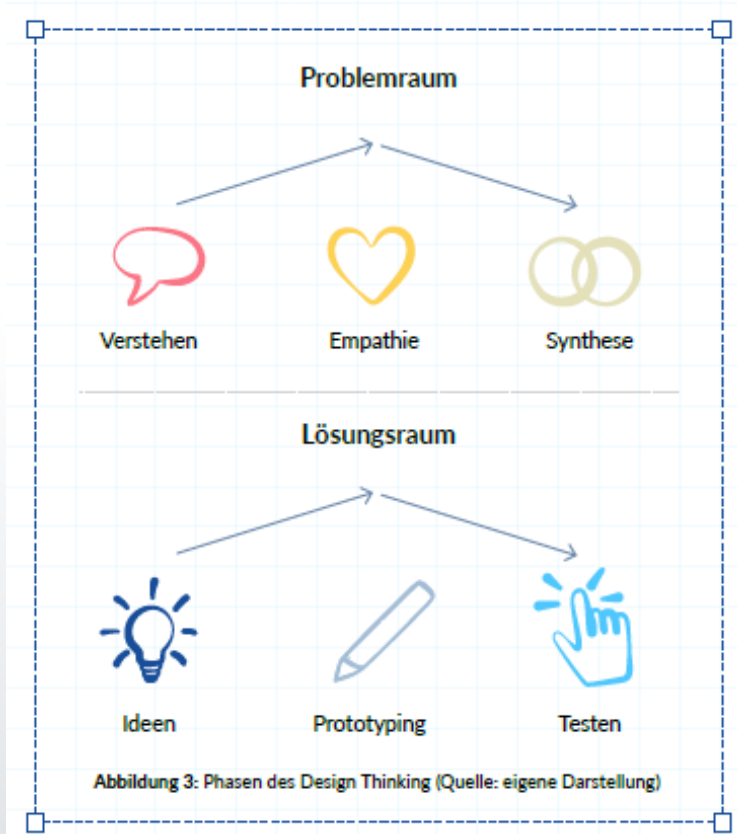 Problemraum
Verstehen Empathie Synthese
Lösungsraum
Ideen Prototyping Testen
Abbildung 3: Phasen des Design Thinking (Quelle: eigene Darstellung)